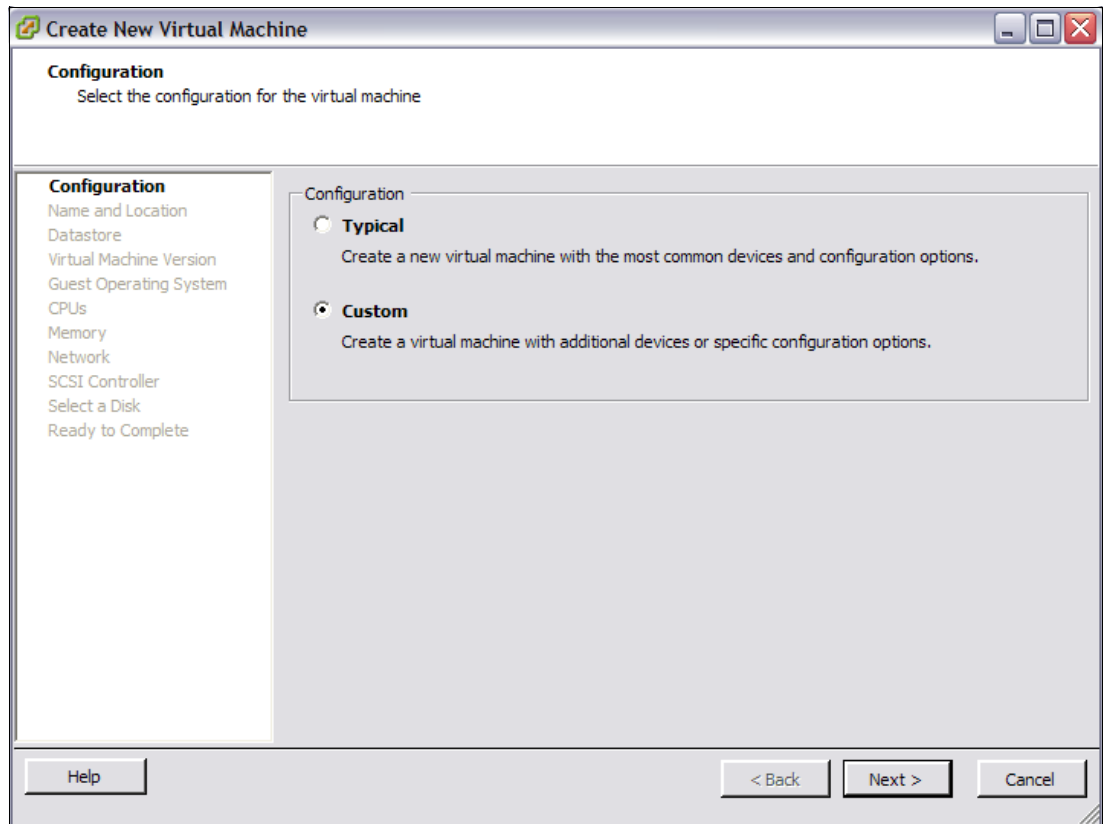 Create New Virtual Machine
Configuration
Select the configuration for the virtual machine
Configuration
Name and Location
Datastore
Virtual Machine Version
Guest Operating System
CPUs
Memory
Network
SCSI Controller
Select a Disk
Ready to Complete
Configuration
Typical
Create a new virtual machine with the most common devices and configuration options.
Custom
Create a virtual machine with additional devices or specific configuration options.
Help
< Back
Next >
Cancel